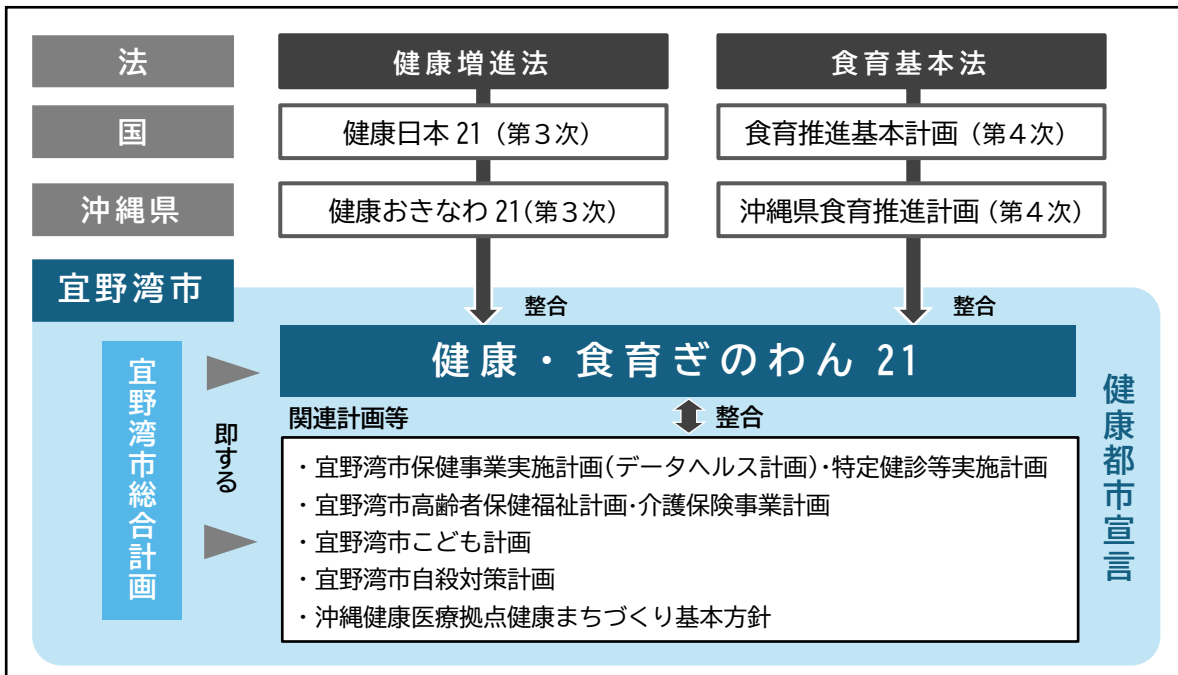 法
健康増進法
食育基本法
国
健康日本21（第３次）
食育推進基本計画（第４次）
沖縄県
健康おきなわ21(第３次)
沖縄県食育推進計画（第４次）
宜野湾市
整合
整合
健康・食育ぎのわん21
宜野湾市総合計画
即する
関連計画等
整合
・宜野湾市保健事業実施計画(データヘルス計画)･特定健診等実施計画
・宜野湾市高齢者保健福祉計画･介護保険事業計画
・宜野湾市こども計画
・宜野湾市自殺対策計画
・沖縄健康医療拠点健康まちづくり基本方針
健康都市宣言